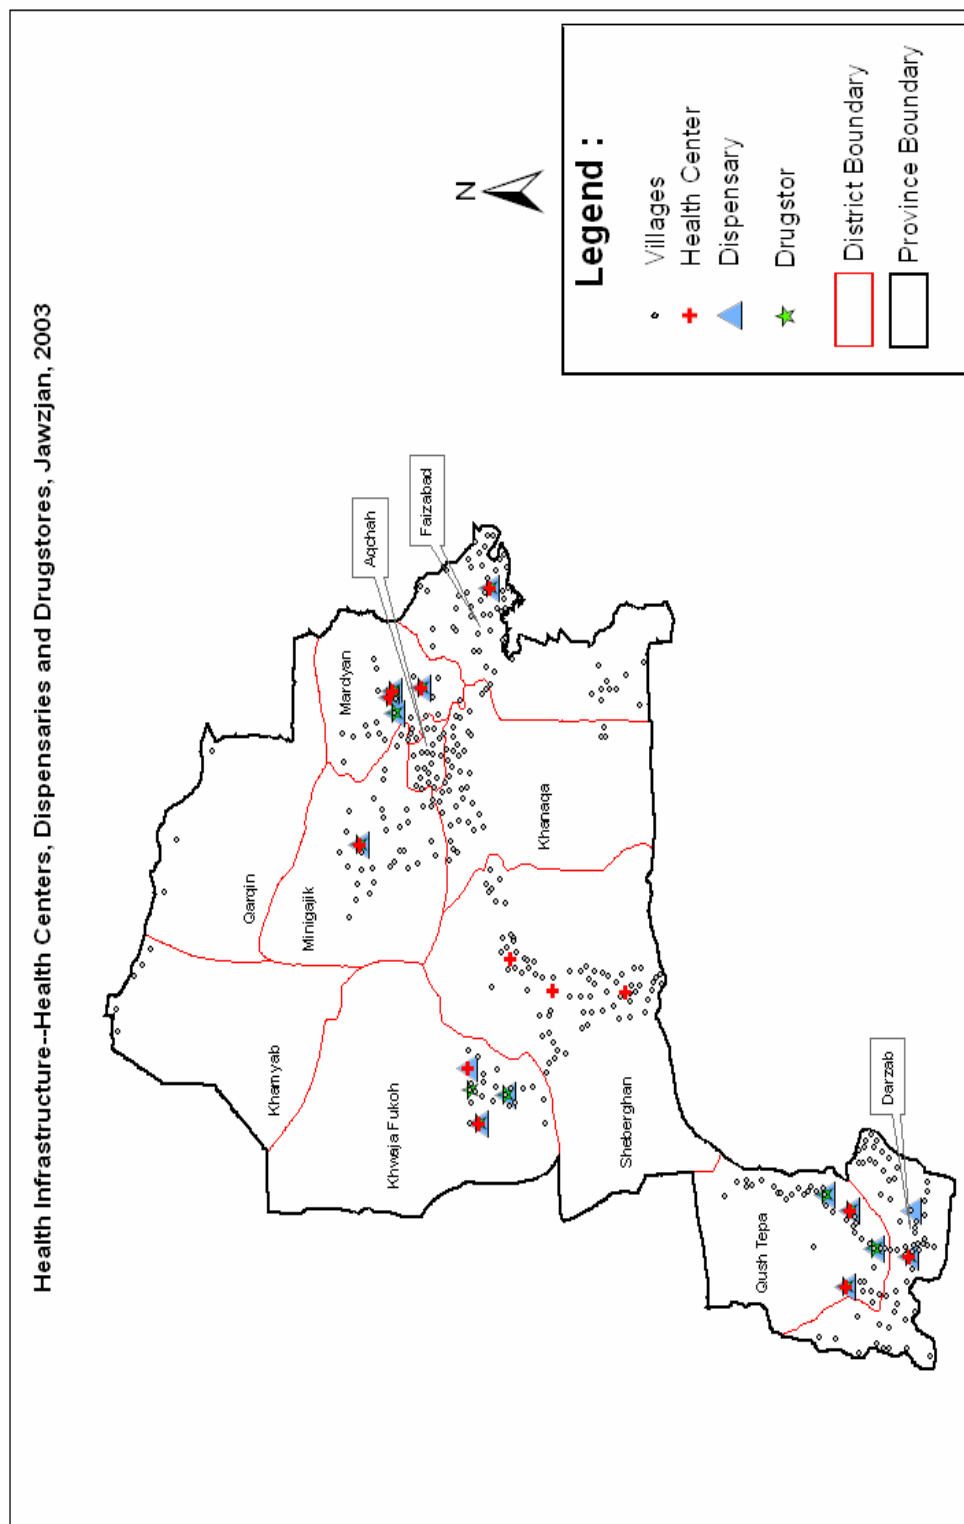 Health Infrastructure--Health Centers, Dispensaries and Drugstores, Jawzjan, 2003
N
Qarqin
Khamyab
Mardyan
Minigajik
Aqchah
Faizabad
Khwaja Fukoh
Khanaqa
Sheberghan
Qush Tepa
Darzab
Legend :
Villages
Health Center
Dispensary
Drugstor
District Boundary
Province Boundary